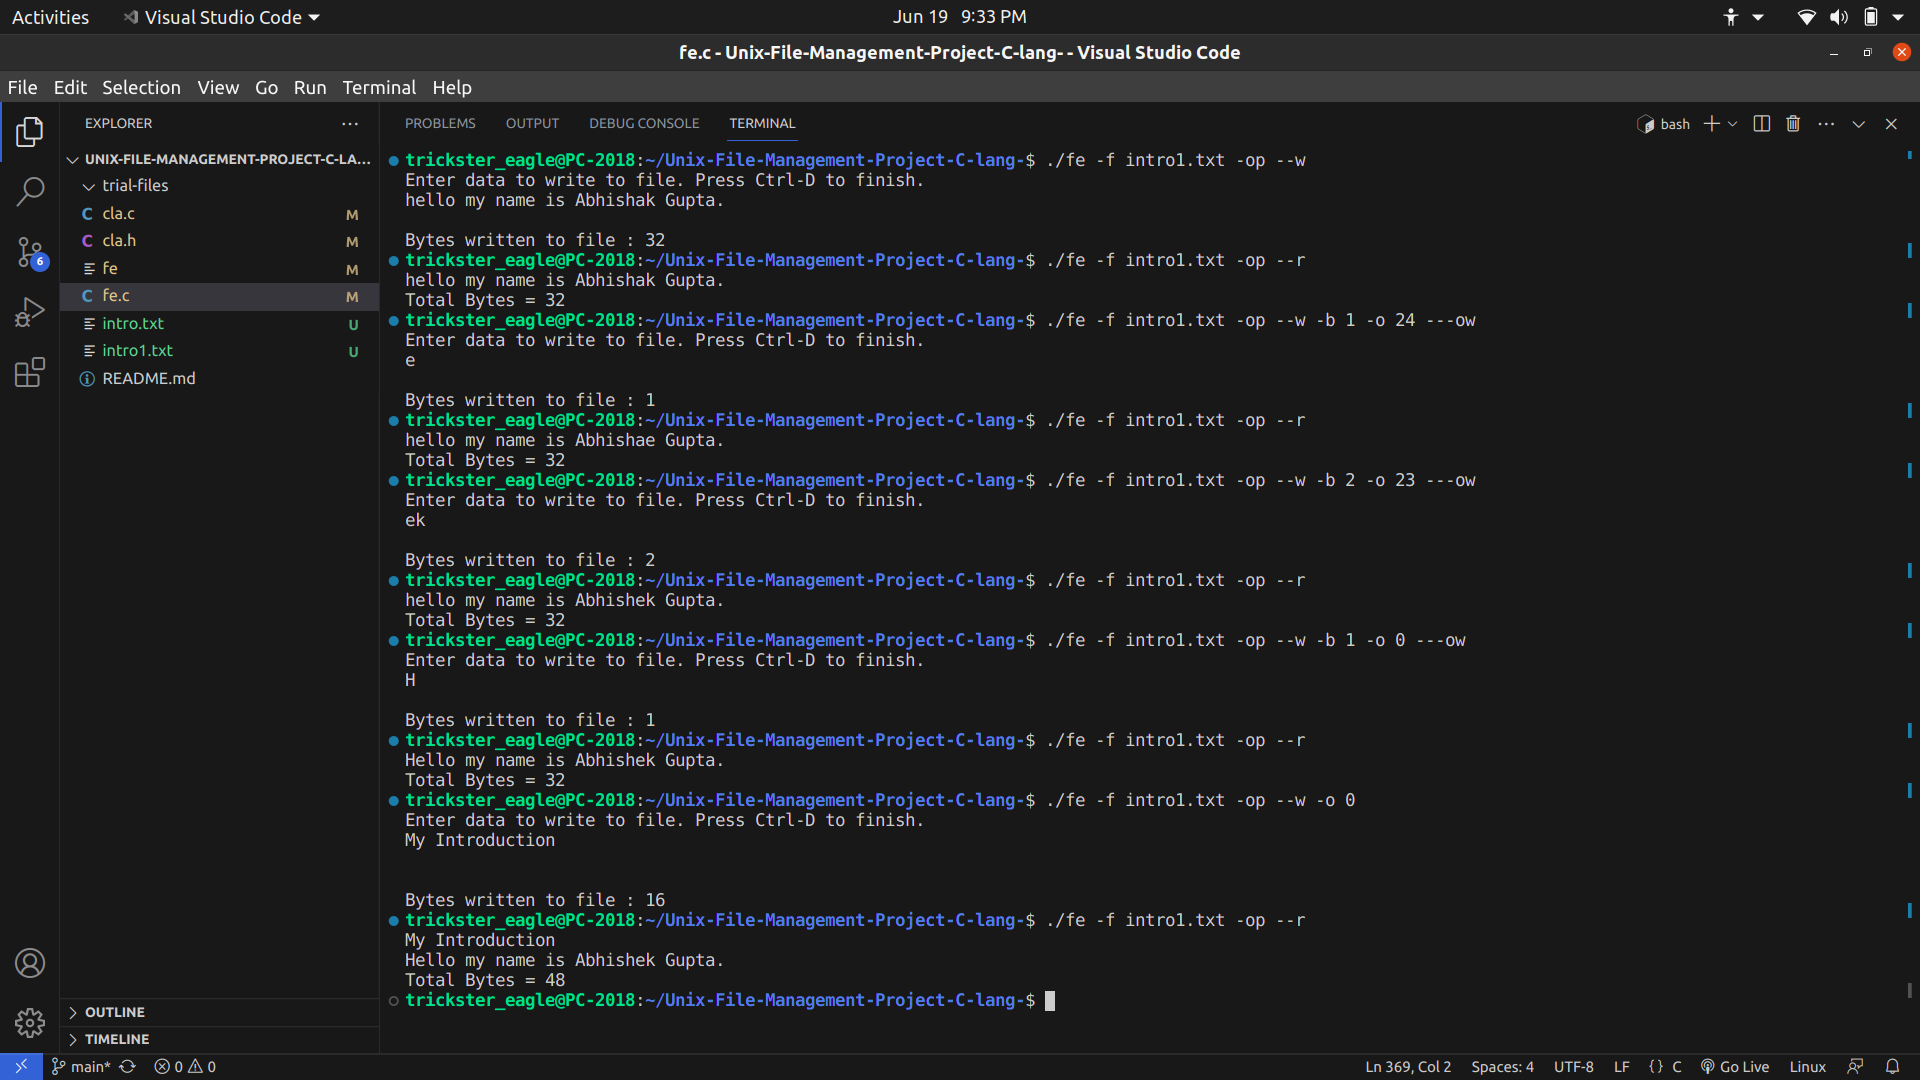 Activities Visual Studio Code Jun 19 9:33 PM
fe.c - Unix-File-Management-Project-C-lang- - Visual Studio Code
File Edit Selection View Go Run Terminal Help
EXPLORER
UNIX-FILE-MANAGEMENT-PROJECT-C-LA...
trial-files
C cla.c M
C cla.h M
fe M
C fe.c M
intro.txt U
intro1.txt U
README.md
OUTLINE
TIMELINE
6
PROBLEMS OUTPUT DEBUG CONSOLE TERMINAL bash
trickster_eagle@PC-2018:~/Unix-File-Management-Project-C-lang-$ ./fe -f intro1.txt -op --w
Enter data to write to file. Press Ctrl-D to finish.
hello my name is Abhishak Gupta.
Bytes written to file : 32
trickster_eagle@PC-2018:~/Unix-File-Management-Project-C-lang-$ ./fe -f intro1.txt -op --r
hello my name is Abhishak Gupta.
Total Bytes = 32
trickster_eagle@PC-2018:~/Unix-File-Management-Project-C-lang-$ ./fe -f intro1.txt -op --w -b 1 -o 24 ---ow
Enter data to write to file. Press Ctrl-D to finish.
e
Bytes written to file : 1
trickster_eagle@PC-2018:~/Unix-File-Management-Project-C-lang-$ ./fe -f intro1.txt -op --r
hello my name is Abhishae Gupta.
Total Bytes = 32
trickster_eagle@PC-2018:~/Unix-File-Management-Project-C-lang-$ ./fe -f intro1.txt -op --w -b 2 -o 23 ---ow
Enter data to write to file. Press Ctrl-D to finish.
ek
Bytes written to file : 2
trickster_eagle@PC-2018:~/Unix-File-Management-Project-C-lang-$ ./fe -f intro1.txt -op --r
hello my name is Abhishek Gupta.
Total Bytes = 32
trickster_eagle@PC-2018:~/Unix-File-Management-Project-C-lang-$ ./fe -f intro1.txt -op --w -b 1 -o 0 ---ow
Enter data to write to file. Press Ctrl-D to finish.
H
Bytes written to file : 1
trickster_eagle@PC-2018:~/Unix-File-Management-Project-C-lang-$ ./fe -f intro1.txt -op --r
Hello my name is Abhishek Gupta.
Total Bytes = 32
trickster_eagle@PC-2018:~/Unix-File-Management-Project-C-lang-$ ./fe -f intro1.txt -op --w -o 0
Enter data to write to file. Press Ctrl-D to finish.
My Introduction
Bytes written to file : 16
trickster_eagle@PC-2018:~/Unix-File-Management-Project-C-lang-$ ./fe -f intro1.txt -op --r
My Introduction
Hello my name is Abhishek Gupta.
Total Bytes = 48
trickster_eagle@PC-2018:~/Unix-File-Management-Project-C-lang-$
main* 0 0 Ln 369, Col 2 Spaces: 4 UTF-8 LF {} C Go Live Linux